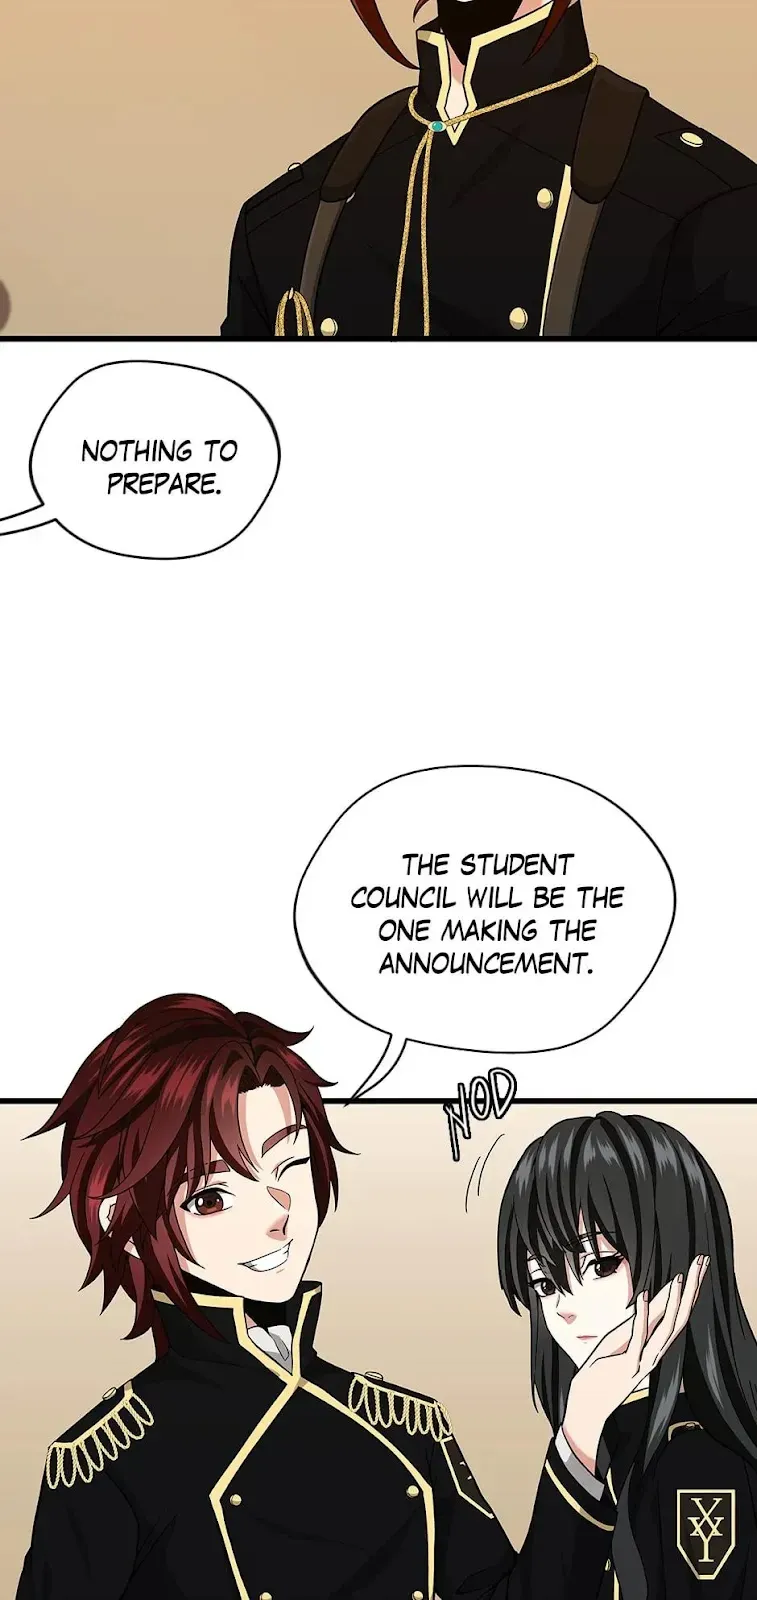 NOTHING TO
PREPARE.
THE STUDENT
COUNCIL WILL BE THE
ONE MAKING THE
ANNOUNCEMENT.
NOD